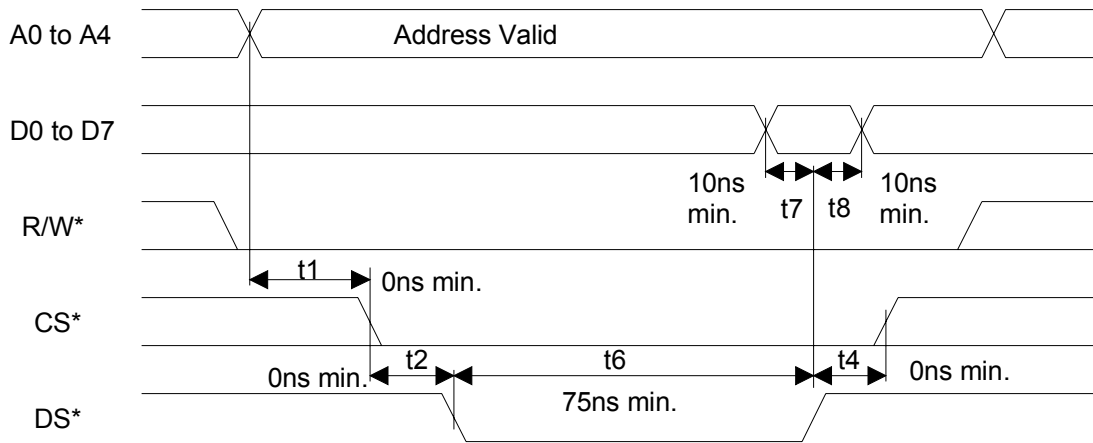 A0 to A4
Address Valid
D0 to D7
10ns min.
t7
t8
10ns min.
R/W*
t1
0ns min.
CS*
0ns min.
t2
t6
t4
0ns min.
75ns min.
DS*